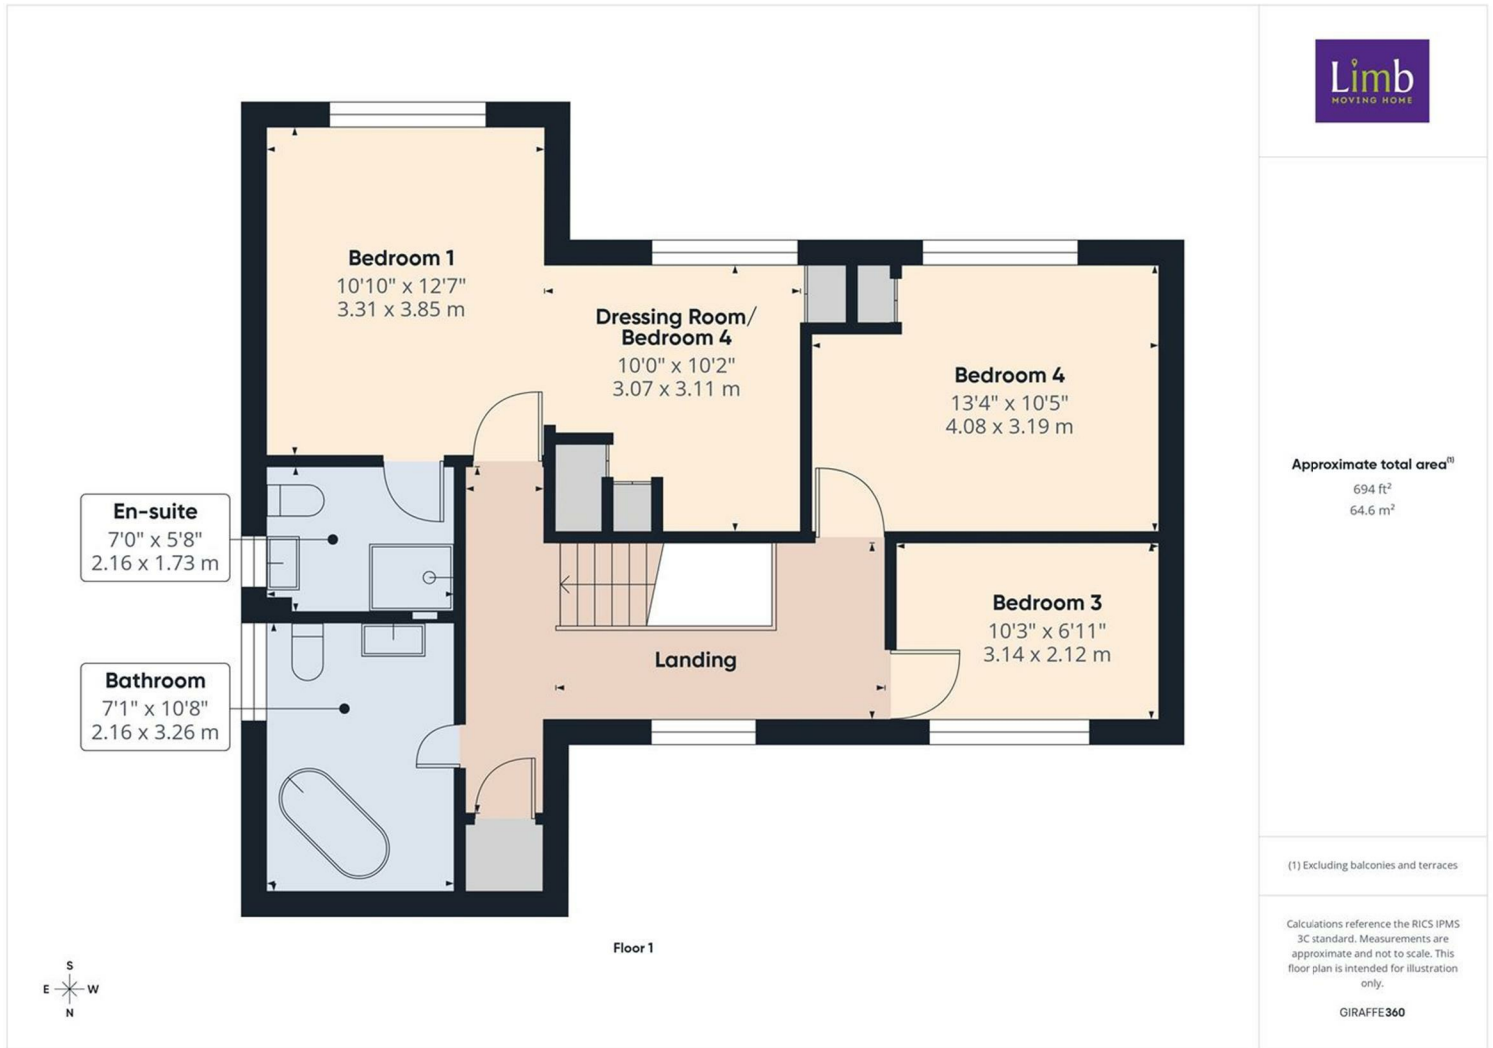 Limb
MOVING HOME
Bedroom 1
10'10" x 12'7"
3.31 x 3.85 m
Dressing Room/
Bedroom 4
10'0" x 10'2"
3.07 x 3.11 m
Bedroom 4
13'4" x 10'5"
4.08 x 3.19 m
En-suite
7'0" x 5'8"
2.16 x 1.73 m
Bedroom 3
10'3" x 6'11"
3.14 x 2.12 m
Landing
Bathroom
7'1" x 10'8"
2.16 x 3.26 m
Floor 1
S
E W
N
Approximate total area(1)
694 ft²
64.6 m²
(1) Excluding balconies and terraces
Calculations reference the RICS IPMS
3C standard. Measurements are
approximate and not to scale. This
floor plan is intended for illustration
only.
GIRAFFE360